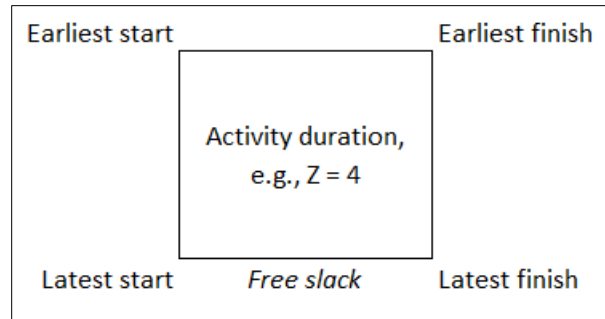 Earliest start
Earliest finish
Activity duration,
e.g., Z = 4
Latest start
Free slack
Latest finish